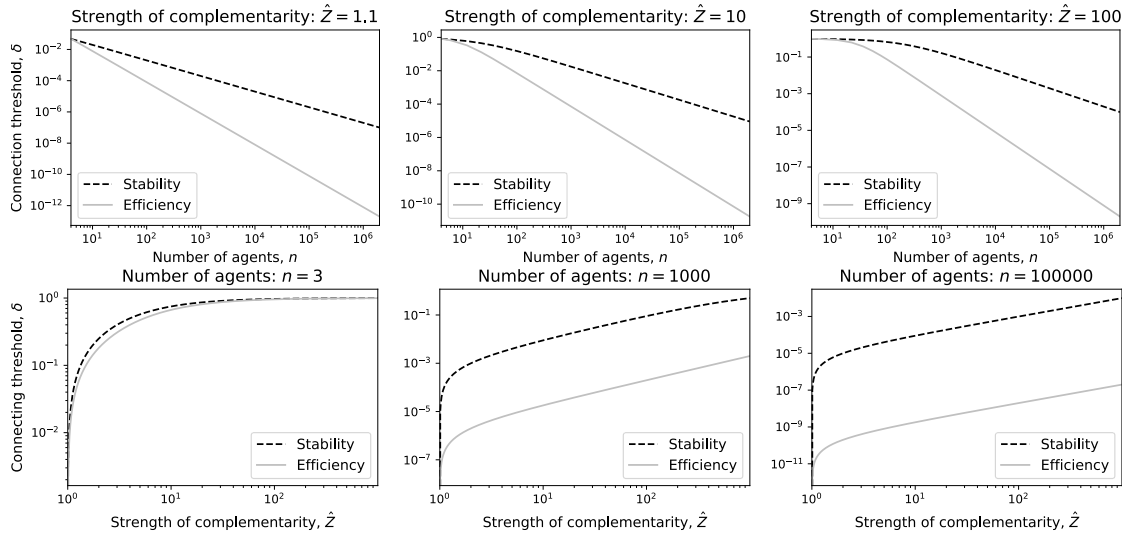 Strength of complementarity: Ẑ = 1.1
Strength of complementarity: Ẑ = 10
Strength of complementarity: Ẑ = 100
Connection threshold, δ
10⁻²
10⁻⁴
10⁻⁶
10⁻⁸
10⁻¹⁰
10⁻¹²
Stability
Efficiency
10¹ 10² 10³ 10⁴ 10⁵ 10⁶
Number of agents, n
10⁰
10⁻²
10⁻⁴
10⁻⁶
10⁻⁸
10⁻¹⁰
Stability
Efficiency
10¹ 10² 10³ 10⁴ 10⁵ 10⁶
Number of agents, n
10⁻¹
10⁻³
10⁻⁵
10⁻⁷
10⁻⁹
Stability
Efficiency
10¹ 10² 10³ 10⁴ 10⁵ 10⁶
Number of agents, n
Number of agents: n = 3
Number of agents: n = 1000
Number of agents: n = 100000
Connecting threshold, δ
10⁰
10⁻¹
10⁻²
Stability
Efficiency
10⁰ 10¹ 10²
Strength of complementarity, Ẑ
10⁻¹
10⁻³
10⁻⁵
10⁻⁷
Stability
Efficiency
10⁰ 10¹ 10²
Strength of complementarity, Ẑ
10⁻³
10⁻⁵
10⁻⁷
10⁻⁹
10⁻¹¹
Stability
Efficiency
10⁰ 10¹ 10²
Strength of complementarity, Ẑ